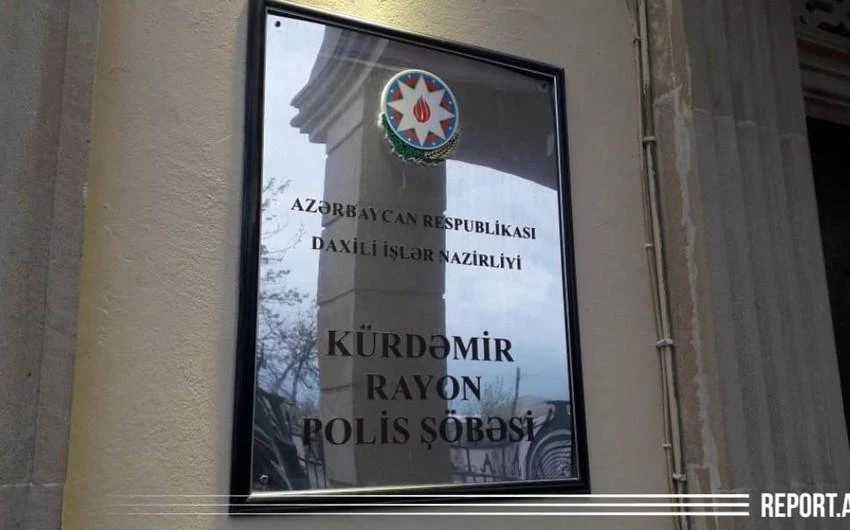 AZƏRBAYCAN RESPUBLİKASI
DAXİLİ İŞLƏR NAZİRLİYİ
KÜRDƏMİR
RAYON
POLİS ŞÖBƏSİ
REPORT.A